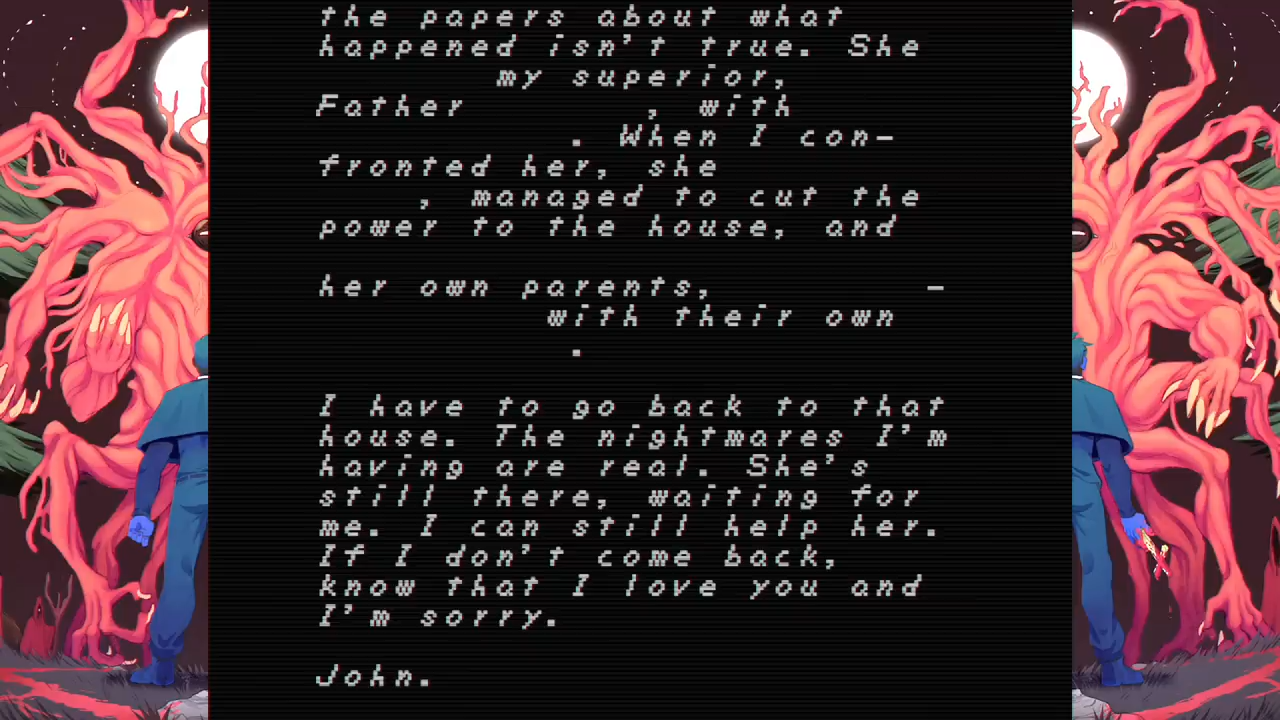 the papers about what
happened isn't true. She
my superior,
Father , with
. When I con-
fronted her, she
, managed to cut the
power to the house, and
her own parents, -
with their own
.
I have to go back to that
house. The nightmares I'm
having are real. She's
still there, waiting for
me. I can still help her.
If I don't come back,
know that I love you and
I'm sorry.
John.